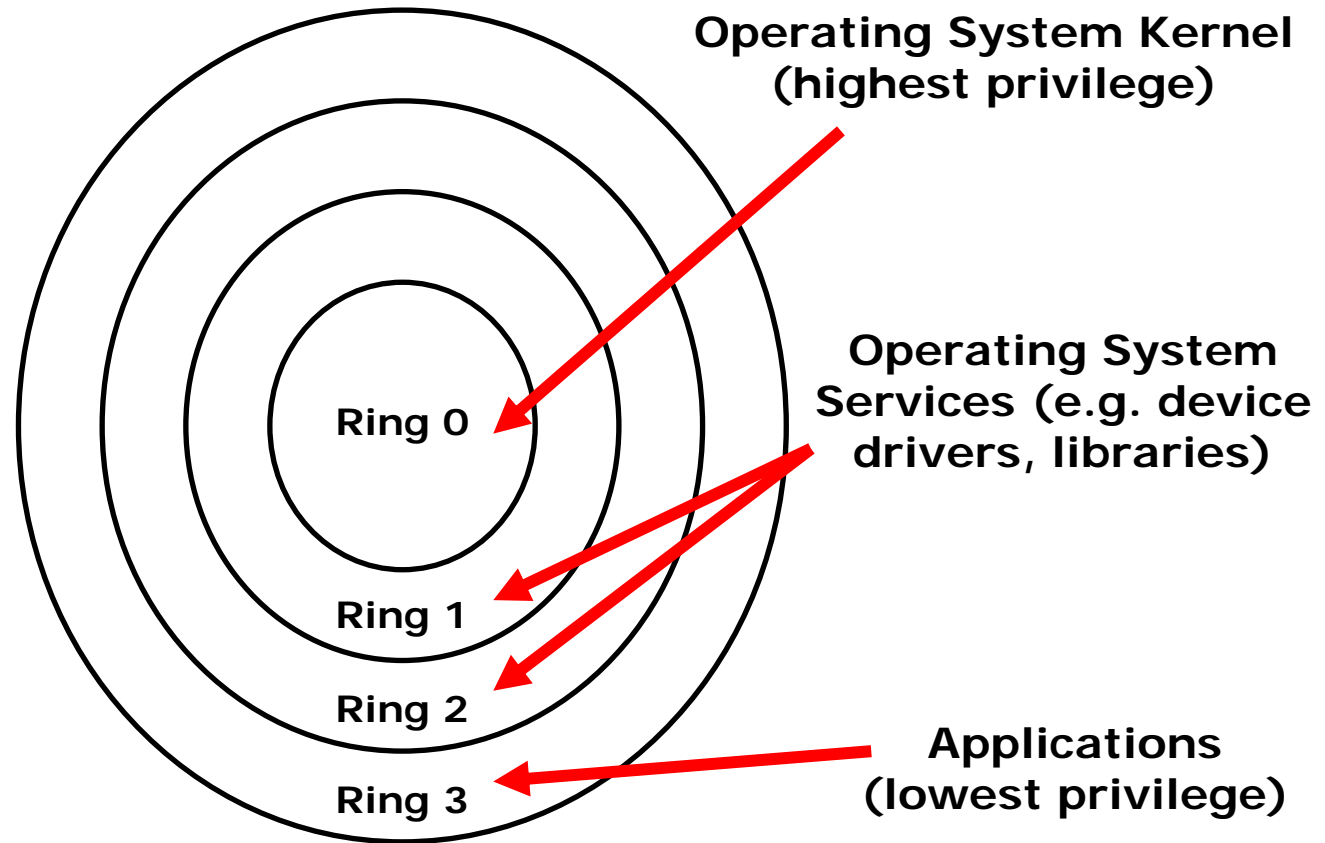 Operating System Kernel
(highest privilege)
Operating System
Services (e.g. device
drivers, libraries)
Ring 0
Ring 1
Ring 2
Ring 3
Applications
(lowest privilege)